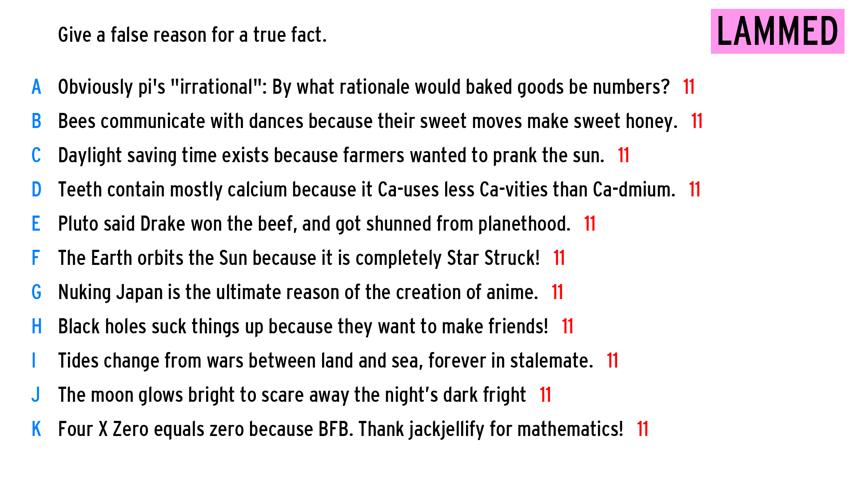 Give a false reason for a true fact.
LAMMED
A Obviously pi's "irrational": By what rationale would baked goods be numbers? 11
B Bees communicate with dances because their sweet moves make sweet honey. 11
C Daylight saving time exists because farmers wanted to prank the sun. 11
D Teeth contain mostly calcium because it Ca-uses less Ca-vities than Ca-dmium. 11
E Pluto said Drake won the beef, and got shunned from planethood. 11
F The Earth orbits the Sun because it is completely Star Struck! 11
G Nuking Japan is the ultimate reason of the creation of anime. 11
H Black holes suck things up because they want to make friends! 11
I Tides change from wars between land and sea, forever in stalemate. 11
J The moon glows bright to scare away the night’s dark fright 11
K Four X Zero equals zero because BFB. Thank jackjellify for mathematics! 11